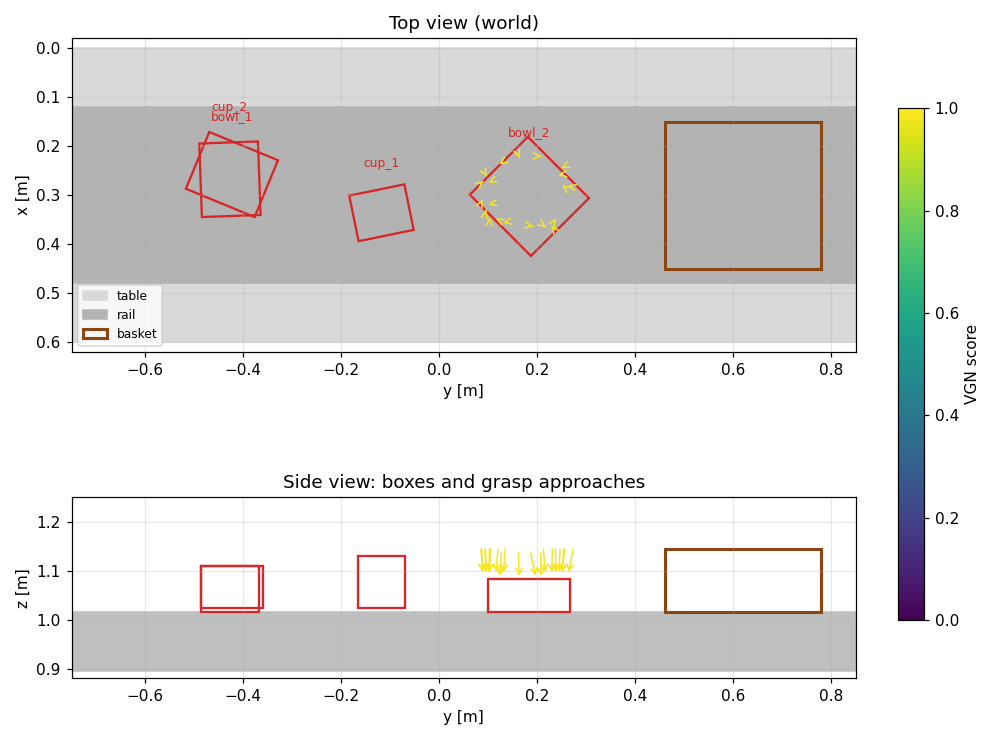 Top view (world)
0.0
0.1
0.2
0.3
0.4
0.5
0.6
x [m]
cup_2
bowl_1
cup_1
bowl_2
table
rail
basket
−0.6
−0.4
−0.2
0.0
0.2
0.4
0.6
0.8
y [m]
Side view: boxes and grasp approaches
1.2
1.1
1.0
0.9
z [m]
−0.6
−0.4
−0.2
0.0
0.2
0.4
0.6
0.8
y [m]
1.0
0.8
0.6
0.4
0.2
0.0
VGN score